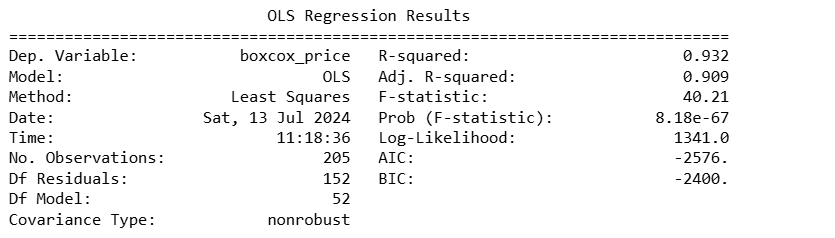 OLS Regression Results
==============================================================================
Dep. Variable:           boxcox_price   R-squared:                       0.932
Model:                            OLS   Adj. R-squared:                  0.909
Method:                 Least Squares   F-statistic:                     40.21
Date:                Sat, 13 Jul 2024   Prob (F-statistic):           8.18e-67
Time:                        11:18:36   Log-Likelihood:                 1341.0
No. Observations:                 205   AIC:                            -2576.
Df Residuals:                     152   BIC:                            -2400.
Df Model:                          52
Covariance Type:            nonrobust